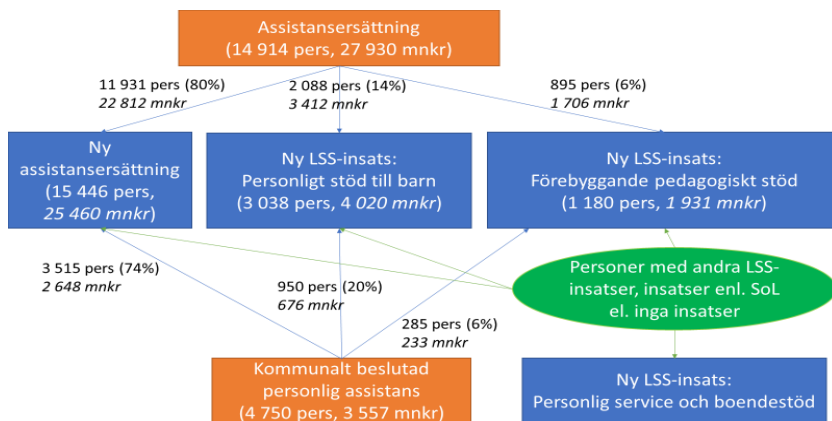 Assistansersättning
(14 914 pers, 27 930 mnkr)
11 931 pers (80%)
22 812 mnkr
2 088 pers (14%)
3 412 mnkr
895 pers (6%)
1 706 mnkr
Ny
assistansersättning
(15 446 pers,
25 460 mnkr)
Ny LSS-insats:
Personligt stöd till barn
(3 038 pers, 4 020 mnkr)
Ny LSS-insats:
Förebyggande pedagogiskt stöd
(1 180 pers, 1 931 mnkr)
3 515 pers (74%)
2 648 mnkr
950 pers (20%)
676 mnkr
285 pers (6%)
233 mnkr
Personer med andra LSS-
insatser, insatser enl. SoL
el. inga insatser
Kommunalt beslutad
personlig assistans
(4 750 pers, 3 557 mnkr)
Ny LSS-insats:
Personlig service och boendestöd